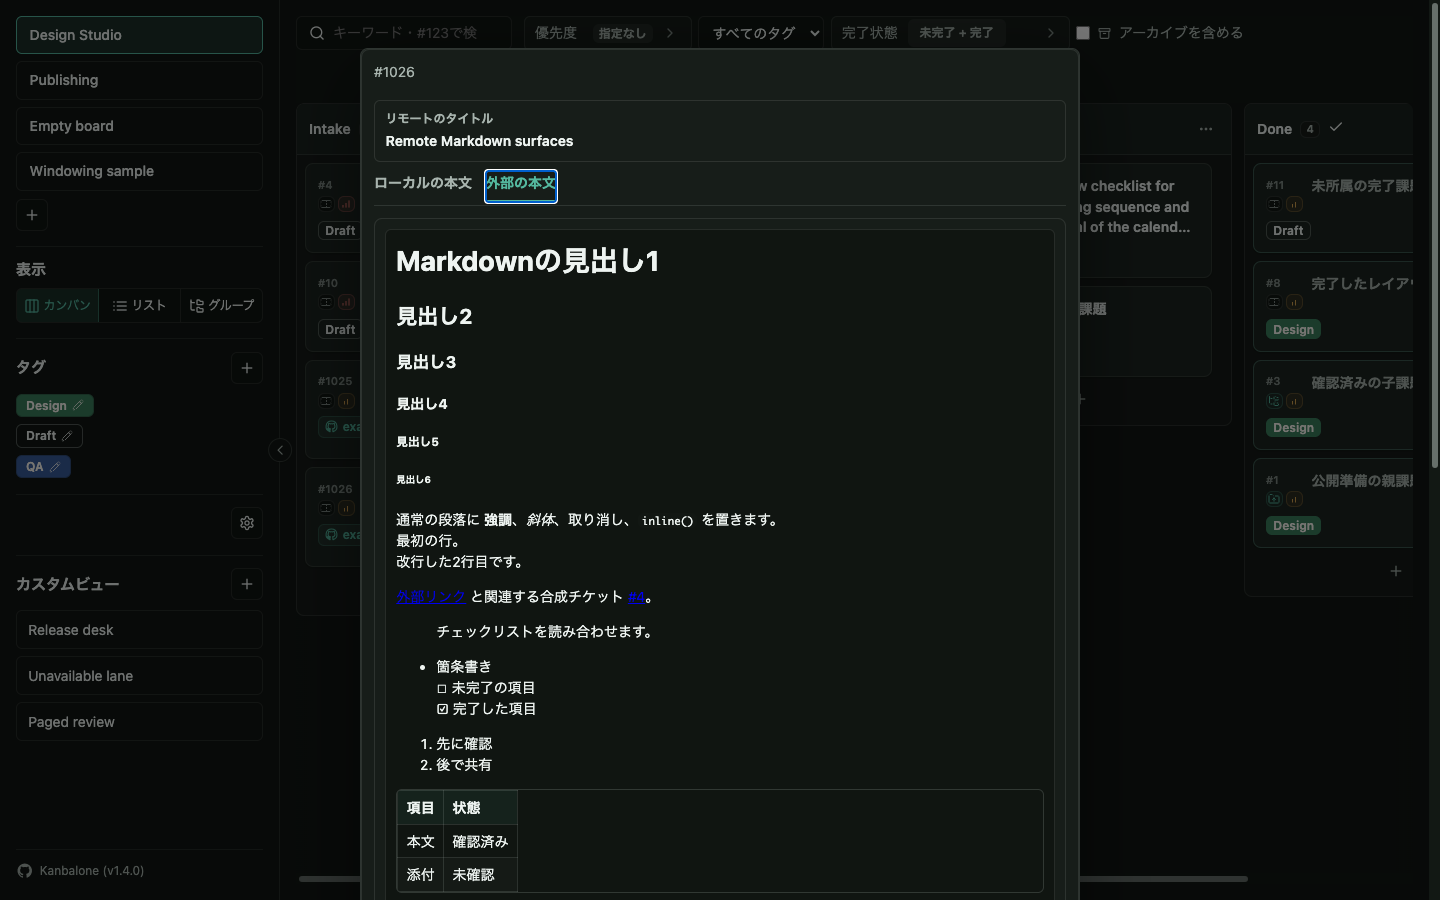 Design Studio
Publishing
Empty board
Windowing sample
表示
カンバン
リスト
グループ
タグ
Design
Draft
QA
カスタムビュー
Release desk
Unavailable lane
Paged review
Kanbalone (v1.4.0)
キーワード・#123で検
優先度 指定なし
すべてのタグ
完了状態 未完了 + 完了
アーカイブを含める
Intake
#4
Draft
#10
Draft
#1025
exa
#1026
exa
#1026
リモートのタイトル
Remote Markdown surfaces
ローカルの本文 外部の本文
Markdownの見出し1
見出し2
見出し3
見出し4
見出し5
見出し6
通常の段落に 強調、斜体、取り消し、 inline() を置きます。
最初の行。
改行した2行目です。
外部リンク と関連する合成チケット #4。
チェックリストを読み合わせます。
• 箇条書き
☐ 未完了の項目
☑ 完了した項目
1. 先に確認
2. 後で共有
項目 状態
本文 確認済み
添付 未確認
w checklist for
ng sequence and
al of the calend...
課題
Done 4
#11 未所属の完了課
Draft
#8 完了したレイア
Design
#3 確認済みの子課
Design
#1 公開準備の親課
Design